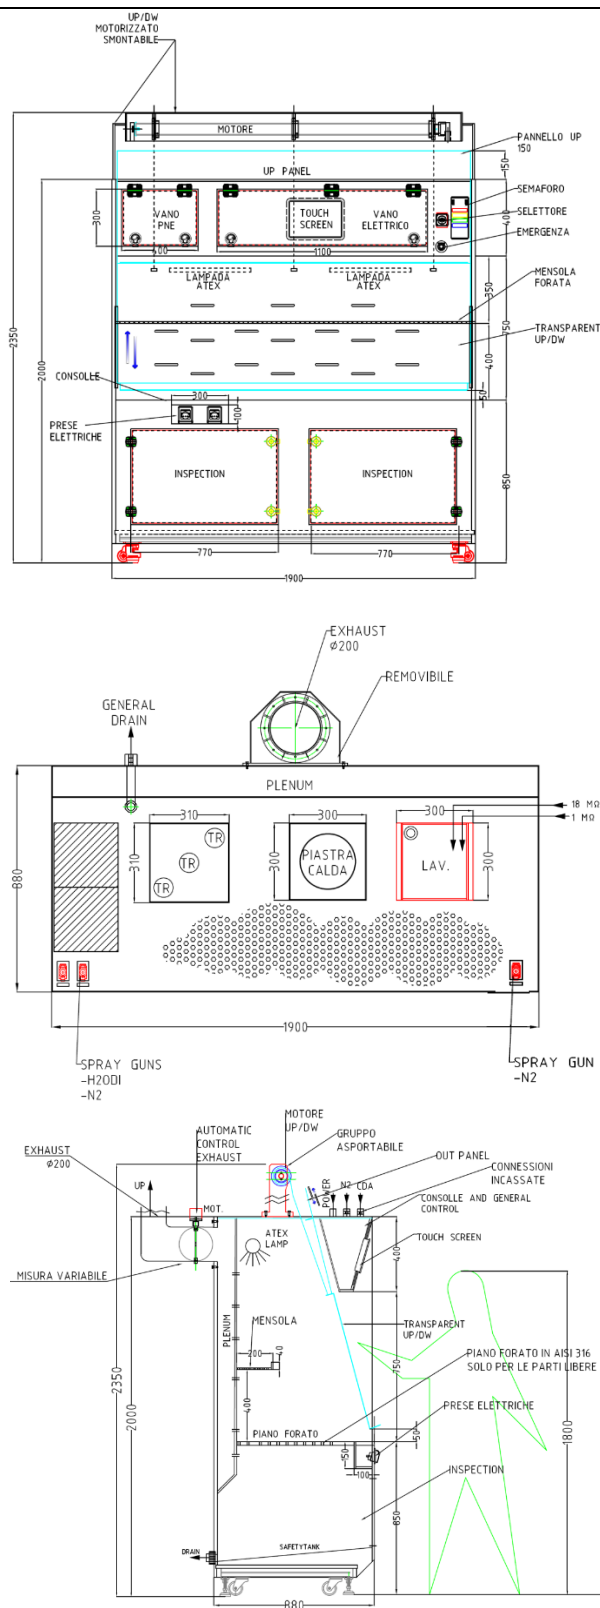 UP/DW
MOTORIZZATO
SMONTABILE
MOTORE
PANNELLO UP
150
150
UP PANEL
SEMAFORO
SELETTORE
EMERGENZA
300
VANO
PNE
400
TOUCH
SCREEN
VANO
ELETTRICO
1100
400
LAMPADA
ATEX
LAMPADA
ATEX
MENSOLA
FORATA
350
750
TRANSPARENT
UP/DW
400
2350
2000
CONSOLLE
300
100
50
PRESE
ELETTRICHE
INSPECTION
INSPECTION
850
770
770
1900
EXHAUST
Ø200
REMOVIBILE
GENERAL
DRAIN
PLENUM
310
300
300
18 MΩ
1 MΩ
TR
TR
TR
310
300
PIASTRA
CALDA
LAV.
300
880
1900
SPRAY GUNS
-H2ODI
-N2
SPRAY GUN
-N2
MOTORE
UP/DW
AUTOMATIC
CONTROL
EXHAUST
GRUPPO
ASPORTABILE
EXHAUST
Ø200
OUT PANEL
CONNESSIONI
INCASSATE
UP
MOT.
POWER
N2
CDA
CONSOLLE AND GENERAL
CONTROL
ATEX
LAMP
400
TOUCH SCREEN
MISURA VARIABILE
PLENUM
MENSOLA
200
40
TRANSPARENT
UP/DW
750
PIANO FORATO IN AISI 316
SOLO PER LE PARTI LIBERE
2350
2000
400
PRESE ELETTRICHE
PIANO FORATO
150
150
50
100
1800
INSPECTION
850
DRAIN
SAFETYTANK
880